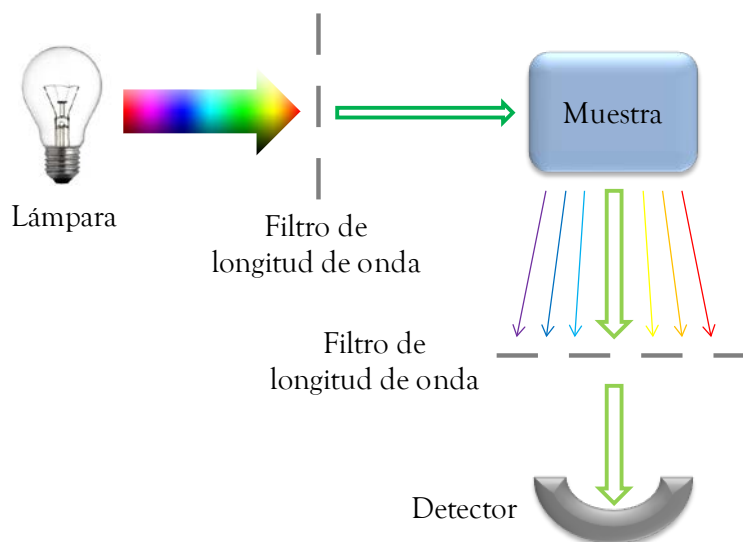 Muestra
Lámpara
Filtro de
longitud de onda
Filtro de
longitud de onda
Detector